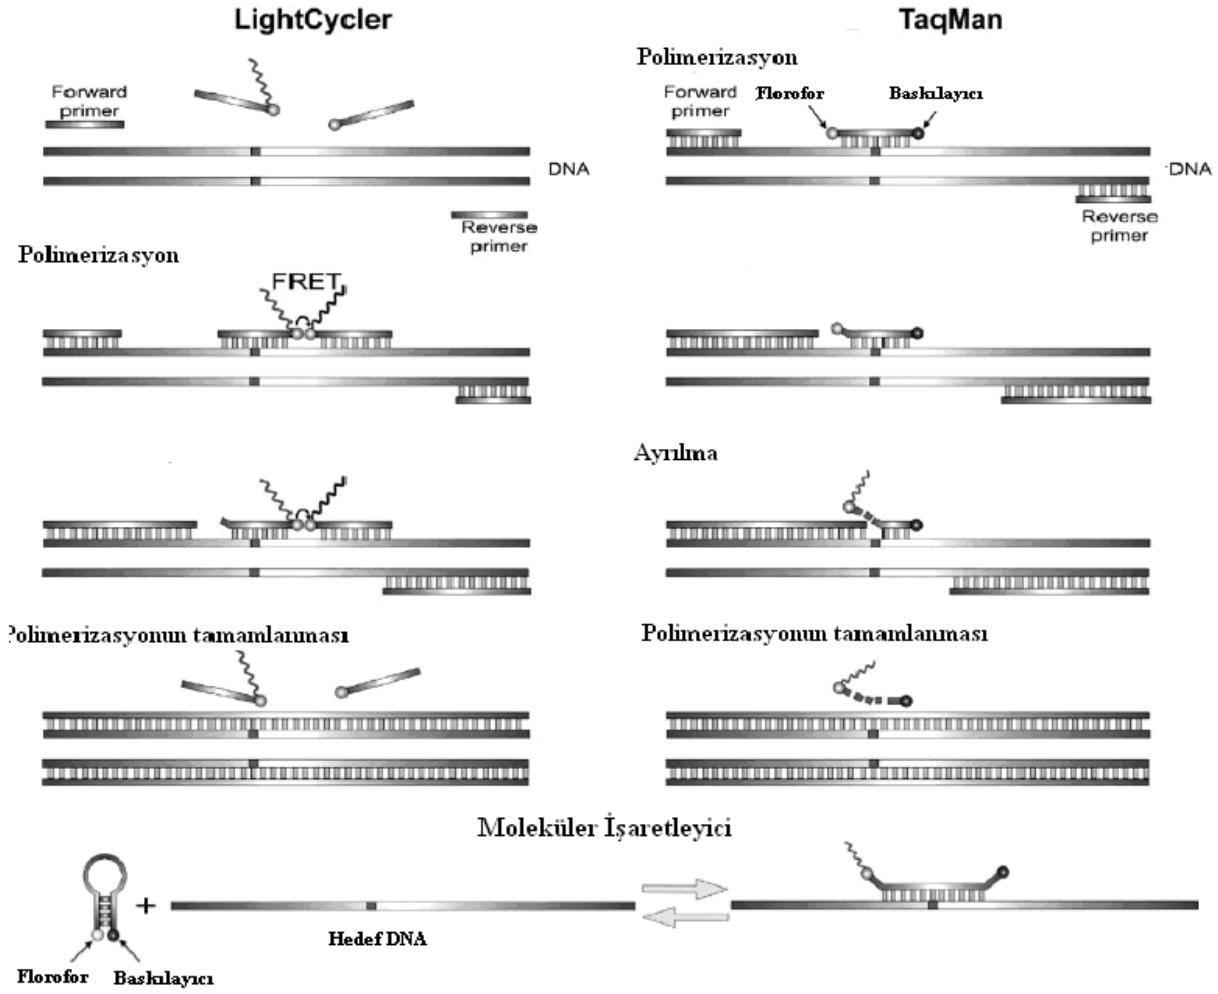 LightCycler
Forward
primer
DNA
Reverse
primer
Polimerizasyon
FRET
Polimerizasyonun tamamlanması
TaqMan
Polimerizasyon
Forward
primer
Florofor
Baskılayıcı
DNA
Reverse
primer
Ayrılma
Polimerizasyonun tamamlanması
Moleküler İşaretleyici
Hedef DNA
Florofor
Baskılayıcı